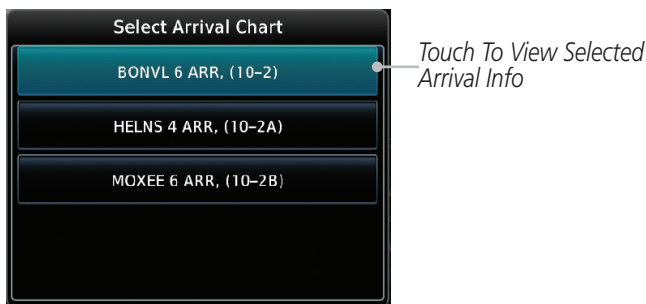 Select Arrival Chart
BONVL 6 ARR, (10–2)
Touch To View Selected
Arrival Info
HELNS 4 ARR, (10–2A)
MOXEE 6 ARR, (10–2B)